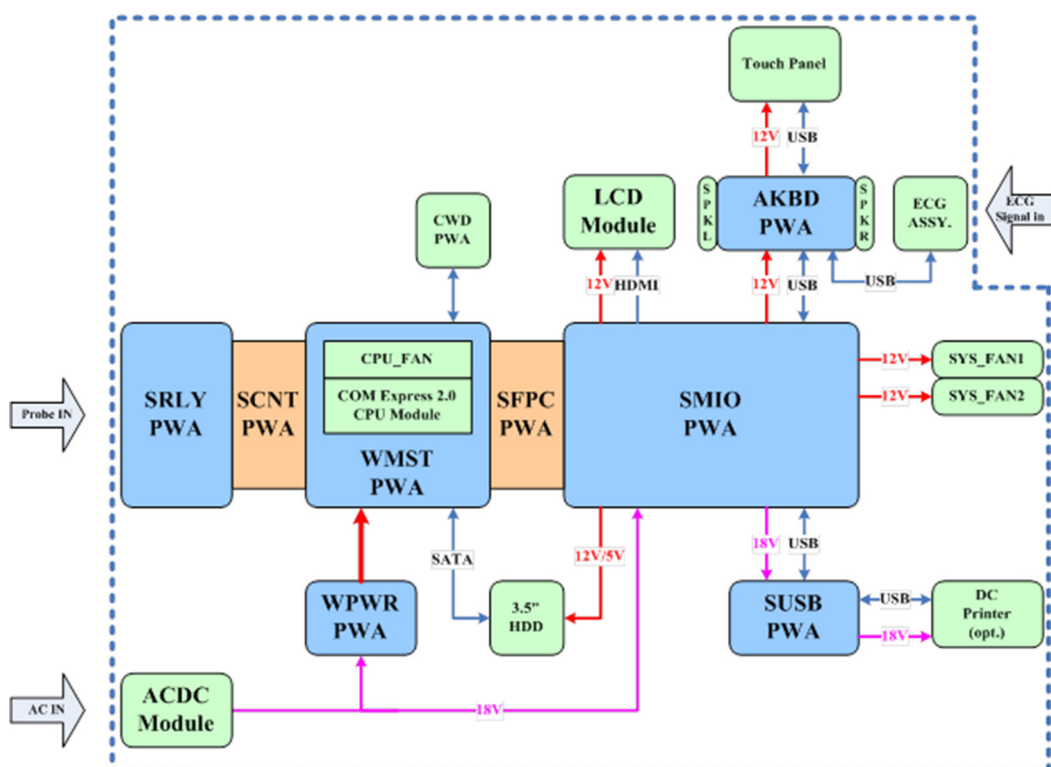 Touch Panel
12V
USB
SPKL
AKBD
PWA
SPKR
ECG
ASSY.
ECG
Signal in
CWD
PWA
LCD
Module
12V
HDMI
12V
USB
USB
Probe IN
SRLY
PWA
SCNT
PWA
CPU_FAN
COM Express 2.0
CPU Module
WMST
PWA
SFPC
PWA
SMIO
PWA
12V
SYS_FAN1
12V
SYS_FAN2
SATA
12V/5V
18V
USB
WPWR
PWA
3.5"
HDD
SUSB
PWA
USB
18V
DC
Printer
(opt.)
AC IN
ACDC
Module
18V